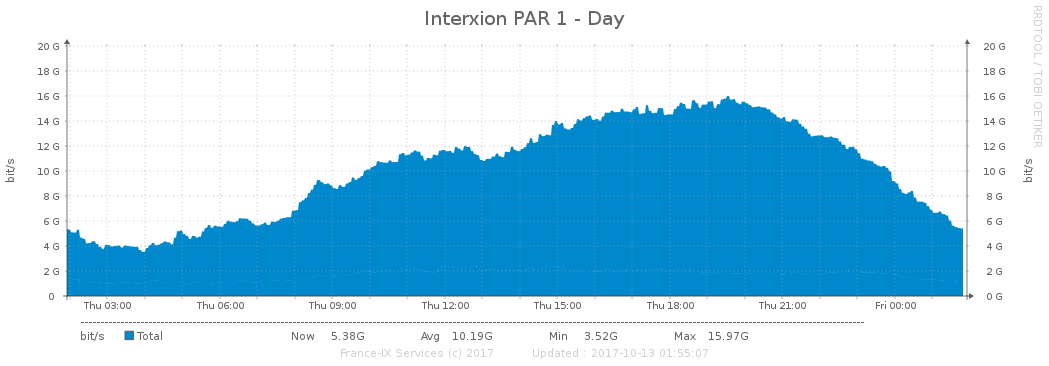 Interxion PAR 1 - Day
RRDTOOL / TOBI OETIKER
bit/s
20 G 20 G
18 G 18 G
16 G 16 G
14 G 14 G
12 G 12 G
10 G 10 G
8 G 8 G
6 G 6 G
4 G 4 G
2 G 2 G
0 0 G
bit/s
Thu 03:00 Thu 06:00 Thu 09:00 Thu 12:00 Thu 15:00 Thu 18:00 Thu 21:00 Fri 00:00
bit/s Total Now 5.38G Avg 10.19G Min 3.52G Max 15.97G
France-IX Services (c) 2017 Updated : 2017-10-13 01:55:07